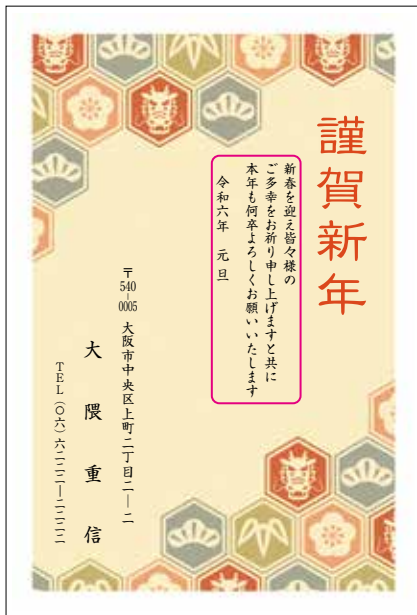 謹賀新年
新春を迎え皆々様の
ご多幸をお祈り申し上げますと共に
本年も何卒よろしくお願いいたします
令和六年 元旦
〒540-0005 大阪市中央区上町二丁目二―二
大隈重信
TEL(〇六)六二二二―二二二二